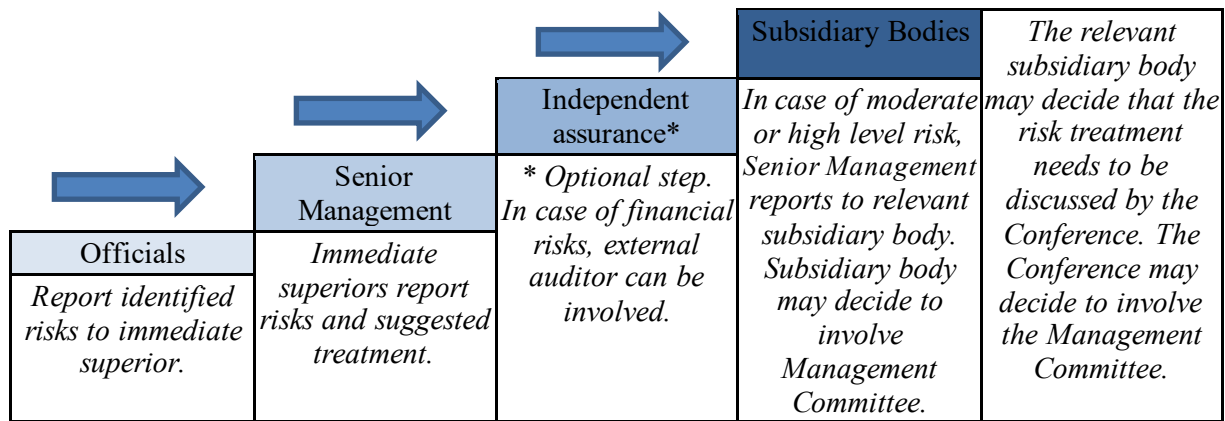 Officials
Report identified
risks to immediate
superior.
Senior
Management
Immediate
superiors report
risks and suggested
treatment.
Independent
assurance*
* Optional step.
In case of financial
risks, external
auditor can be
involved.
Subsidiary Bodies
In case of moderate
or high level risk,
Senior Management
reports to relevant
subsidiary body.
Subsidiary body
may decide to
involve
Management
Committee.
The relevant
subsidiary body
may decide that the
risk treatment
needs to be
discussed by the
Conference. The
Conference may
decide to involve
the Management
Committee.